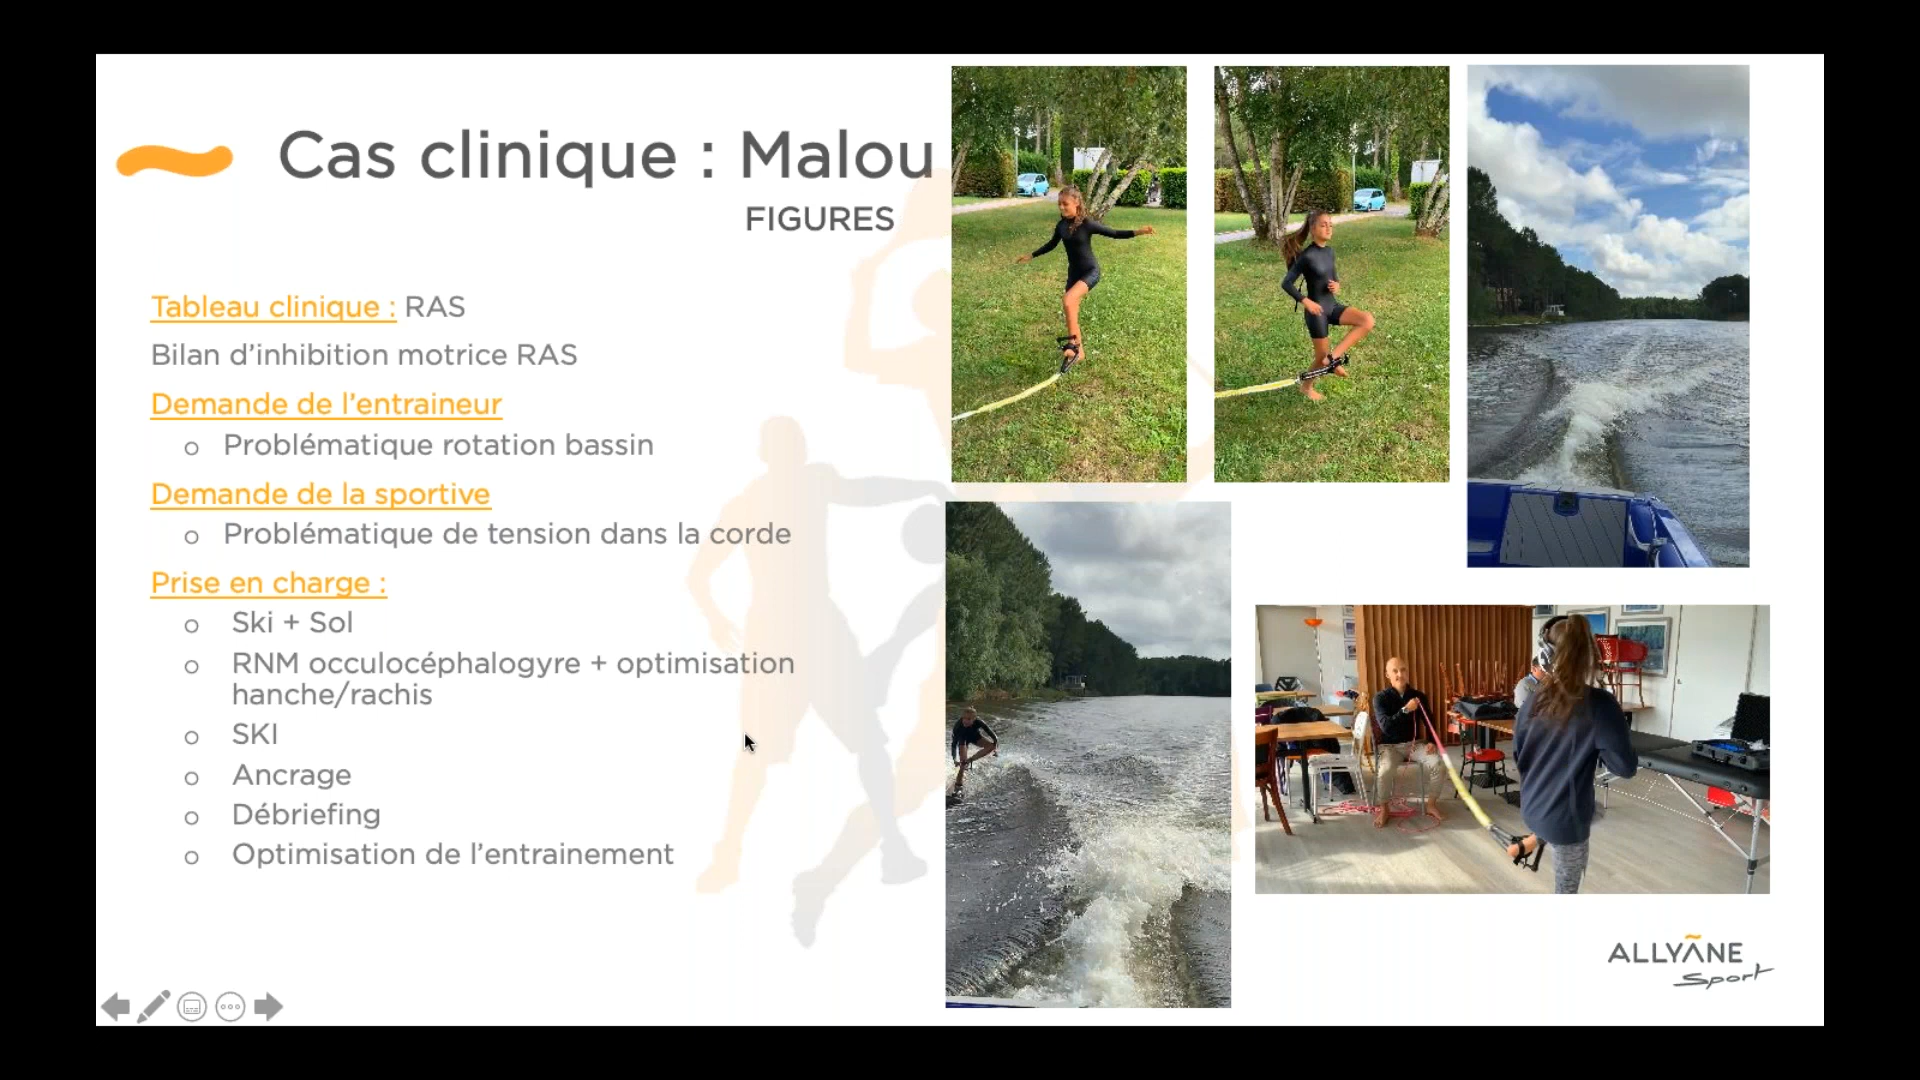 Cas clinique : Malou
FIGURES
Tableau clinique : RAS
Bilan d’inhibition motrice RAS
Demande de l’entraineur
o Problématique rotation bassin
Demande de la sportive
o Problématique de tension dans la corde
Prise en charge :
o Ski + Sol
o RNM occulocéphalogyre + optimisation
hanche/rachis
o SKI
o Ancrage
o Débriefing
o Optimisation de l’entrainement
ALLYANE
Sport